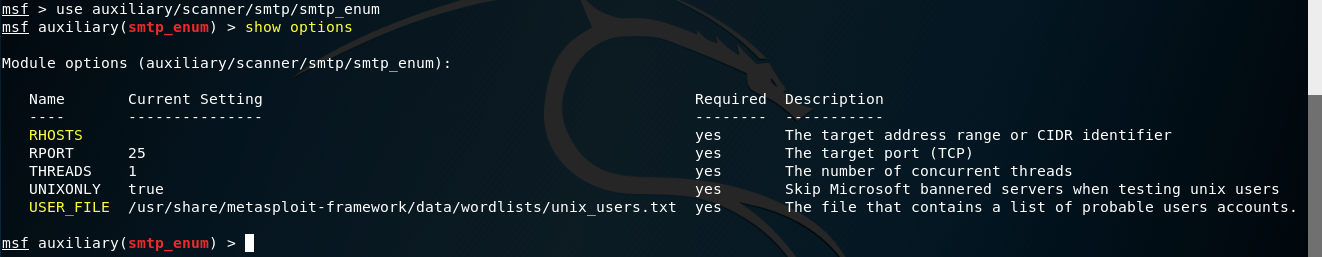 msf > use auxiliary/scanner/smtp/smtp_enum
msf auxiliary(smtp_enum) > show options
Module options (auxiliary/scanner/smtp/smtp_enum):
Name Current Setting Required Description
---- --------------- -------- -----------
RHOSTS yes The target address range or CIDR identifier
RPORT 25 yes The target port (TCP)
THREADS 1 yes The number of concurrent threads
UNIXONLY true yes Skip Microsoft bannered servers when testing unix users
USER_FILE /usr/share/metasploit-framework/data/wordlists/unix_users.txt yes The file that contains a list of probable users accounts.
msf auxiliary(smtp_enum) >